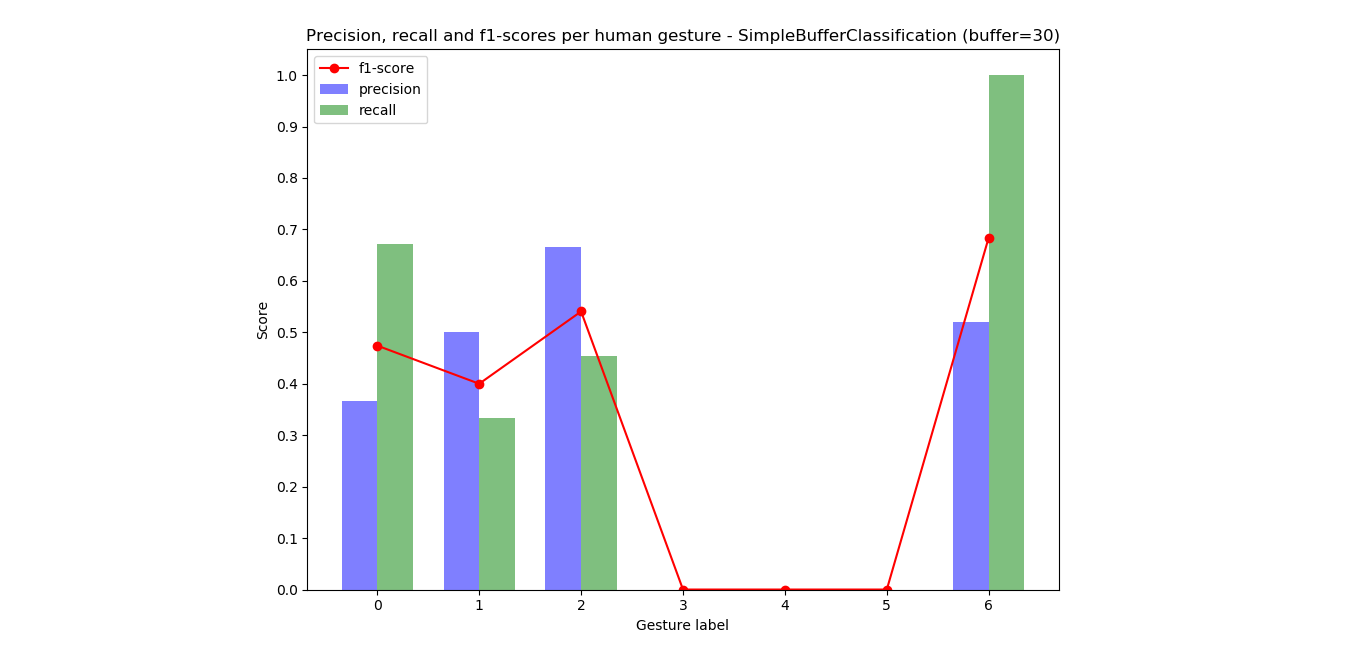 Precision, recall and f1-scores per human gesture - SimpleBufferClassification (buffer=30)
f1-score
precision
recall
1.0
0.9
0.8
0.7
0.6
0.5
0.4
0.3
0.2
0.1
0.0
Score
0 1 2 3 4 5 6
Gesture label